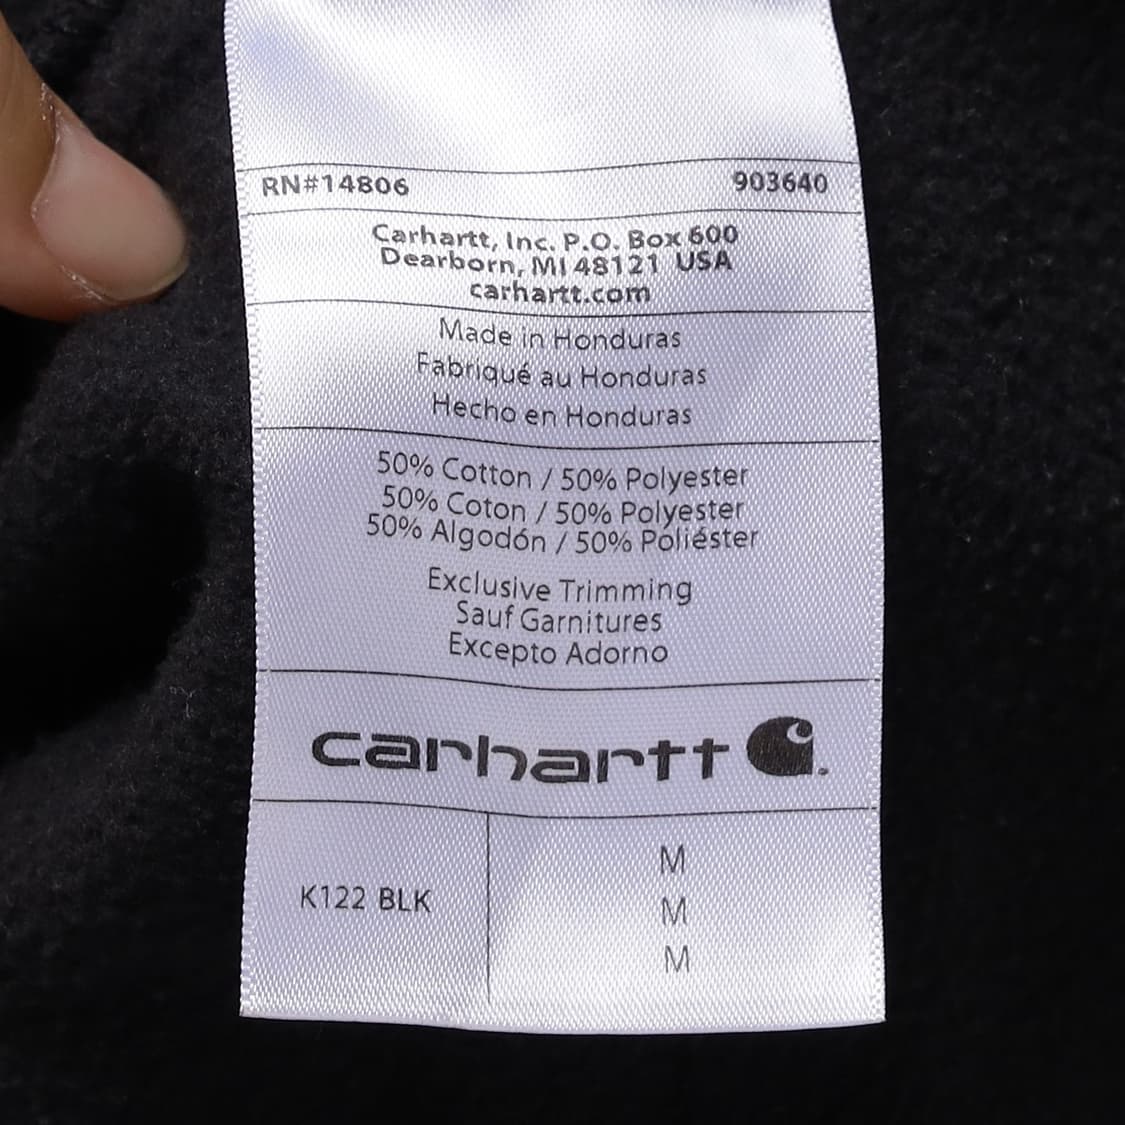 RN#14806 903640
Carhartt, Inc. P.O. Box 600
Dearborn, MI 48121 USA
carhartt.com
Made in Honduras
Fabriqué au Honduras
Hecho en Honduras
50% Cotton / 50% Polyester
50% Coton / 50% Polyester
50% Algodón / 50% Poliéster
Exclusive Trimming
Sauf Garnitures
Excepto Adorno
carhartt
K122 BLK
M
M
M